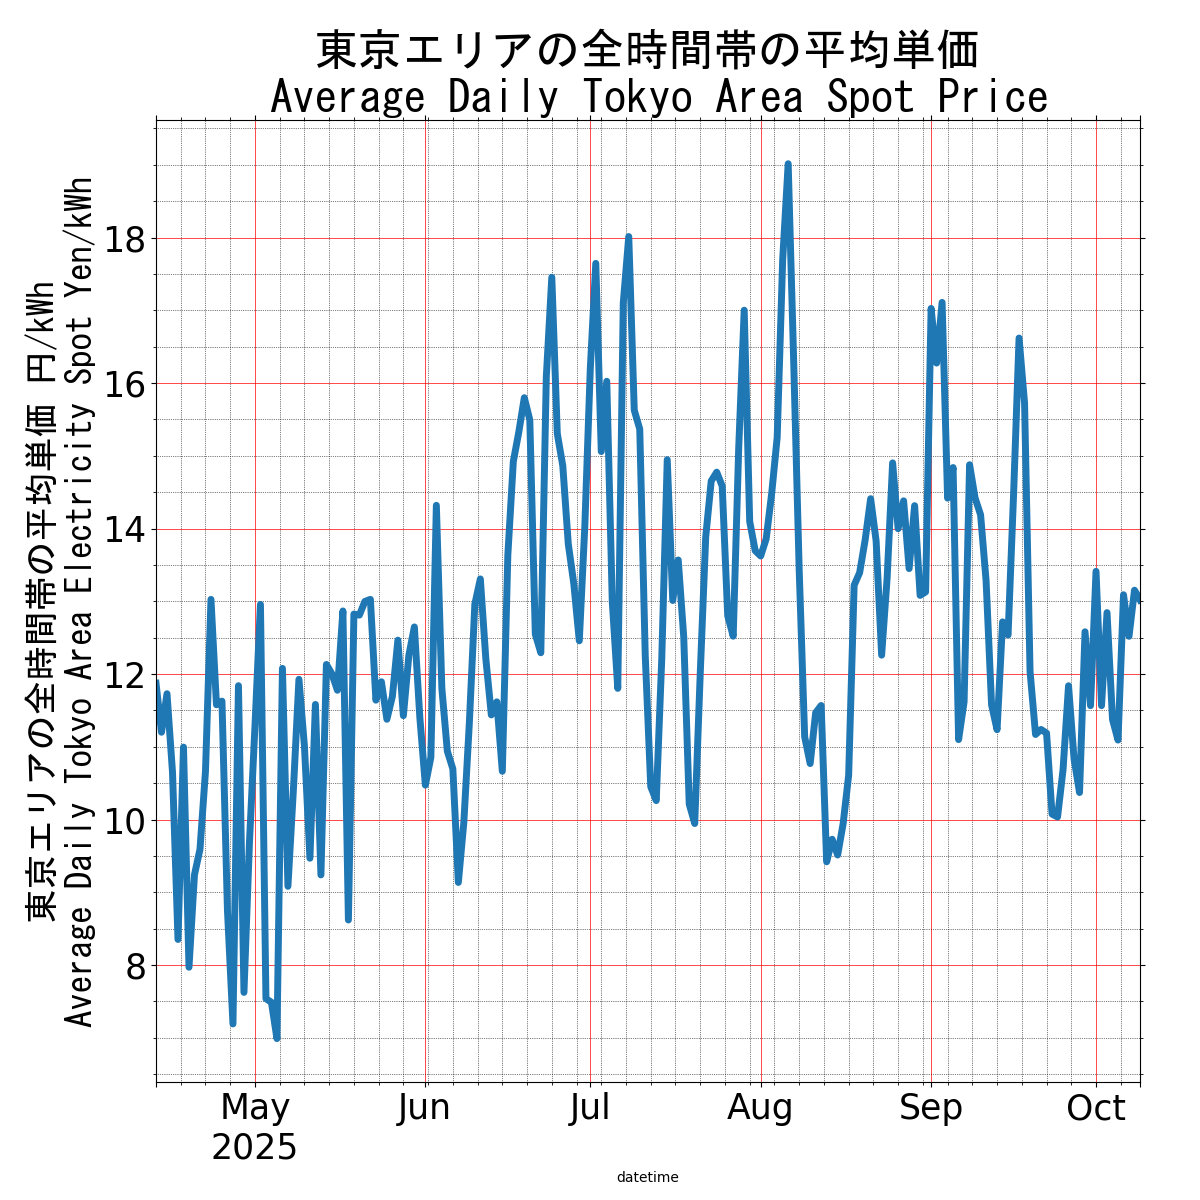 東京エリアの全時間帯の平均単価
Average Daily Tokyo Area Spot Price
東京エリアの全時間帯の平均単価 円/kWh
Average Daily Tokyo Area Electricity Spot Yen/kWh
18
16
14
12
10
8
May
2025
Jun
Jul
Aug
Sep
Oct
datetime